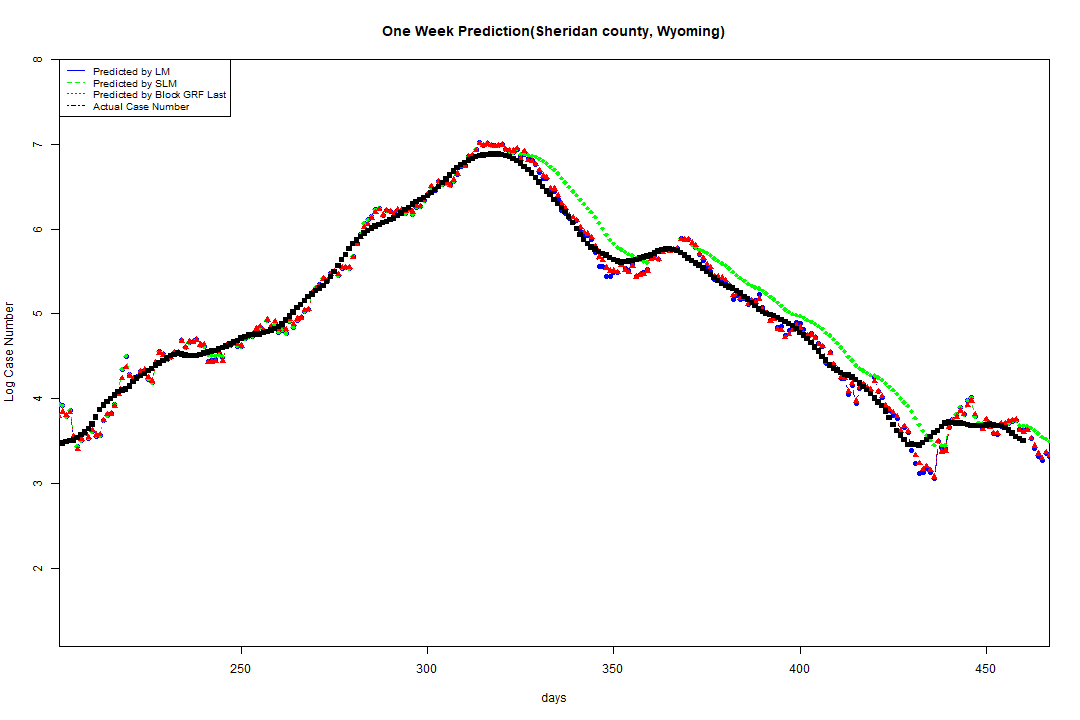 One Week Prediction(Sheridan county, Wyoming)
Predicted by LM
Predicted by SLM
Predicted by Block GRF Last
Actual Case Number
8
7
6
5
4
3
2
Log Case Number
250 300 350 400 450
days